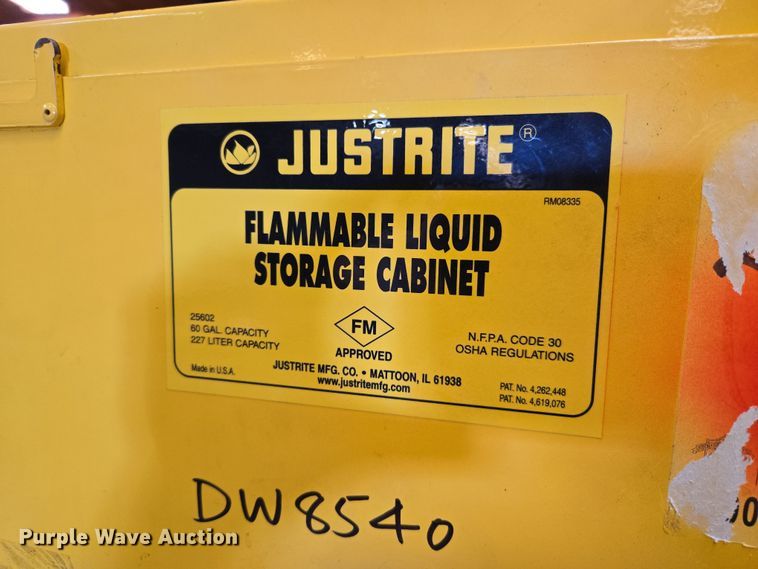 JUSTRITE®
RM08335
FLAMMABLE LIQUID
STORAGE CABINET
25602
60 GAL. CAPACITY
227 LITER CAPACITY
FM
APPROVED
N.F.P.A. CODE 30
OSHA REGULATIONS
Made in U.S.A.
JUSTRITE MFG. CO. • MATTOON, IL 61938
www.justritemfg.com
PAT. No. 4,262,448
PAT. No. 4,619,076
DW8540
Purple Wave Auction